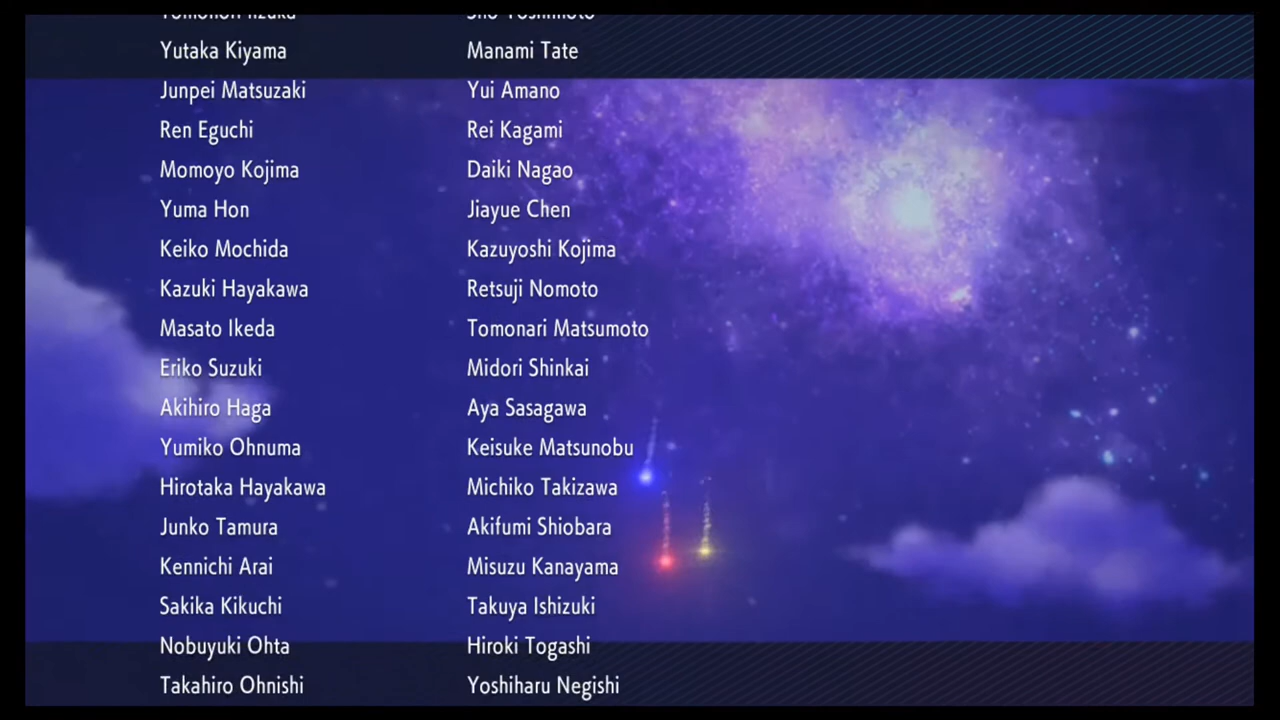 Yutaka Kiyama Manami Tate
Junpei Matsuzaki Yui Amano
Ren Eguchi Rei Kagami
Momoyo Kojima Daiki Nagao
Yuma Hon Jiayue Chen
Keiko Mochida Kazuyoshi Kojima
Kazuki Hayakawa Retsuji Nomoto
Masato Ikeda Tomonari Matsumoto
Eriko Suzuki Midori Shinkai
Akihiro Haga Aya Sasagawa
Yumiko Ohnuma Keisuke Matsunobu
Hirotaka Hayakawa Michiko Takizawa
Junko Tamura Akifumi Shiobara
Kennichi Arai Misuzu Kanayama
Sakika Kikuchi Takuya Ishizuki
Nobuyuki Ohta Hiroki Togashi
Takahiro Ohnishi Yoshiharu Negishi